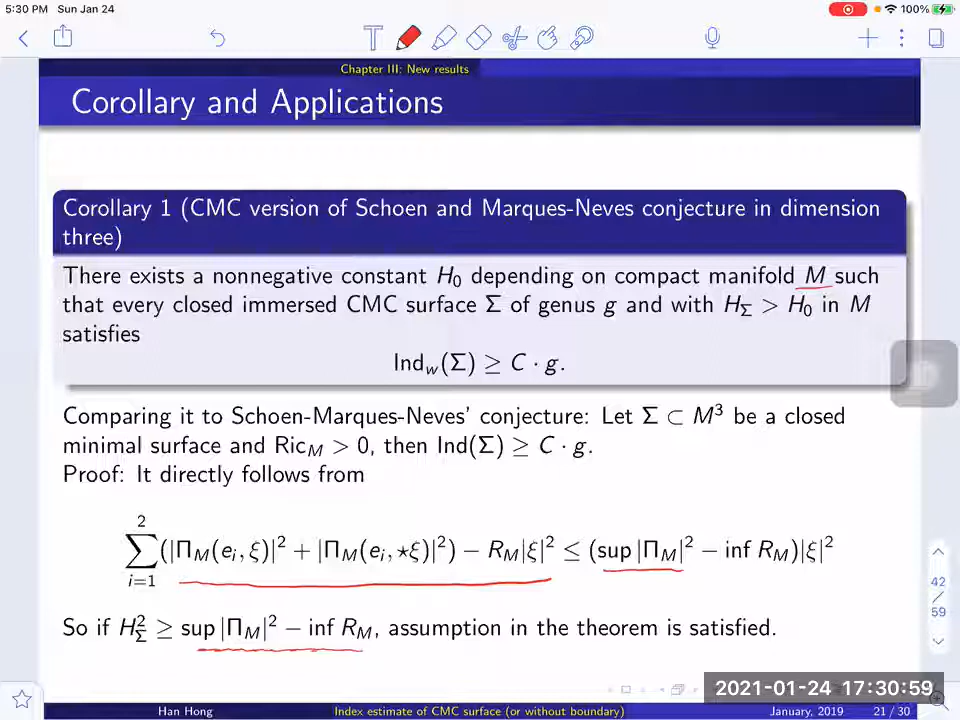 5:30 PM Sun Jan 24
100%
Chapter III: New results
Corollary and Applications
Corollary 1 (CMC version of Schoen and Marques-Neves conjecture in dimension
three)
There exists a nonnegative constant H₀ depending on compact manifold M such
that every closed immersed CMC surface Σ of genus g and with H_Σ > H₀ in M
satisfies
Ind_w(Σ) ≥ C · g.
Comparing it to Schoen-Marques-Neves' conjecture: Let Σ ⊂ M³ be a closed
minimal surface and Ric_M > 0, then Ind(Σ) ≥ C · g.
Proof: It directly follows from
∑_{i=1}^{2} (|Π_M(e_i, ξ)|² + |Π_M(e_i, ⋆ξ)|²) − R_M|ξ|² ≤ (sup |Π_M|² − inf R_M)|ξ|²
So if H²_Σ ≥ sup |Π_M|² − inf R_M, assumption in the theorem is satisfied.
42
/
59
2021-01-24 17:30:59
Han Hong Index estimate of CMC surface (or without boundary) January, 2019 21 / 30